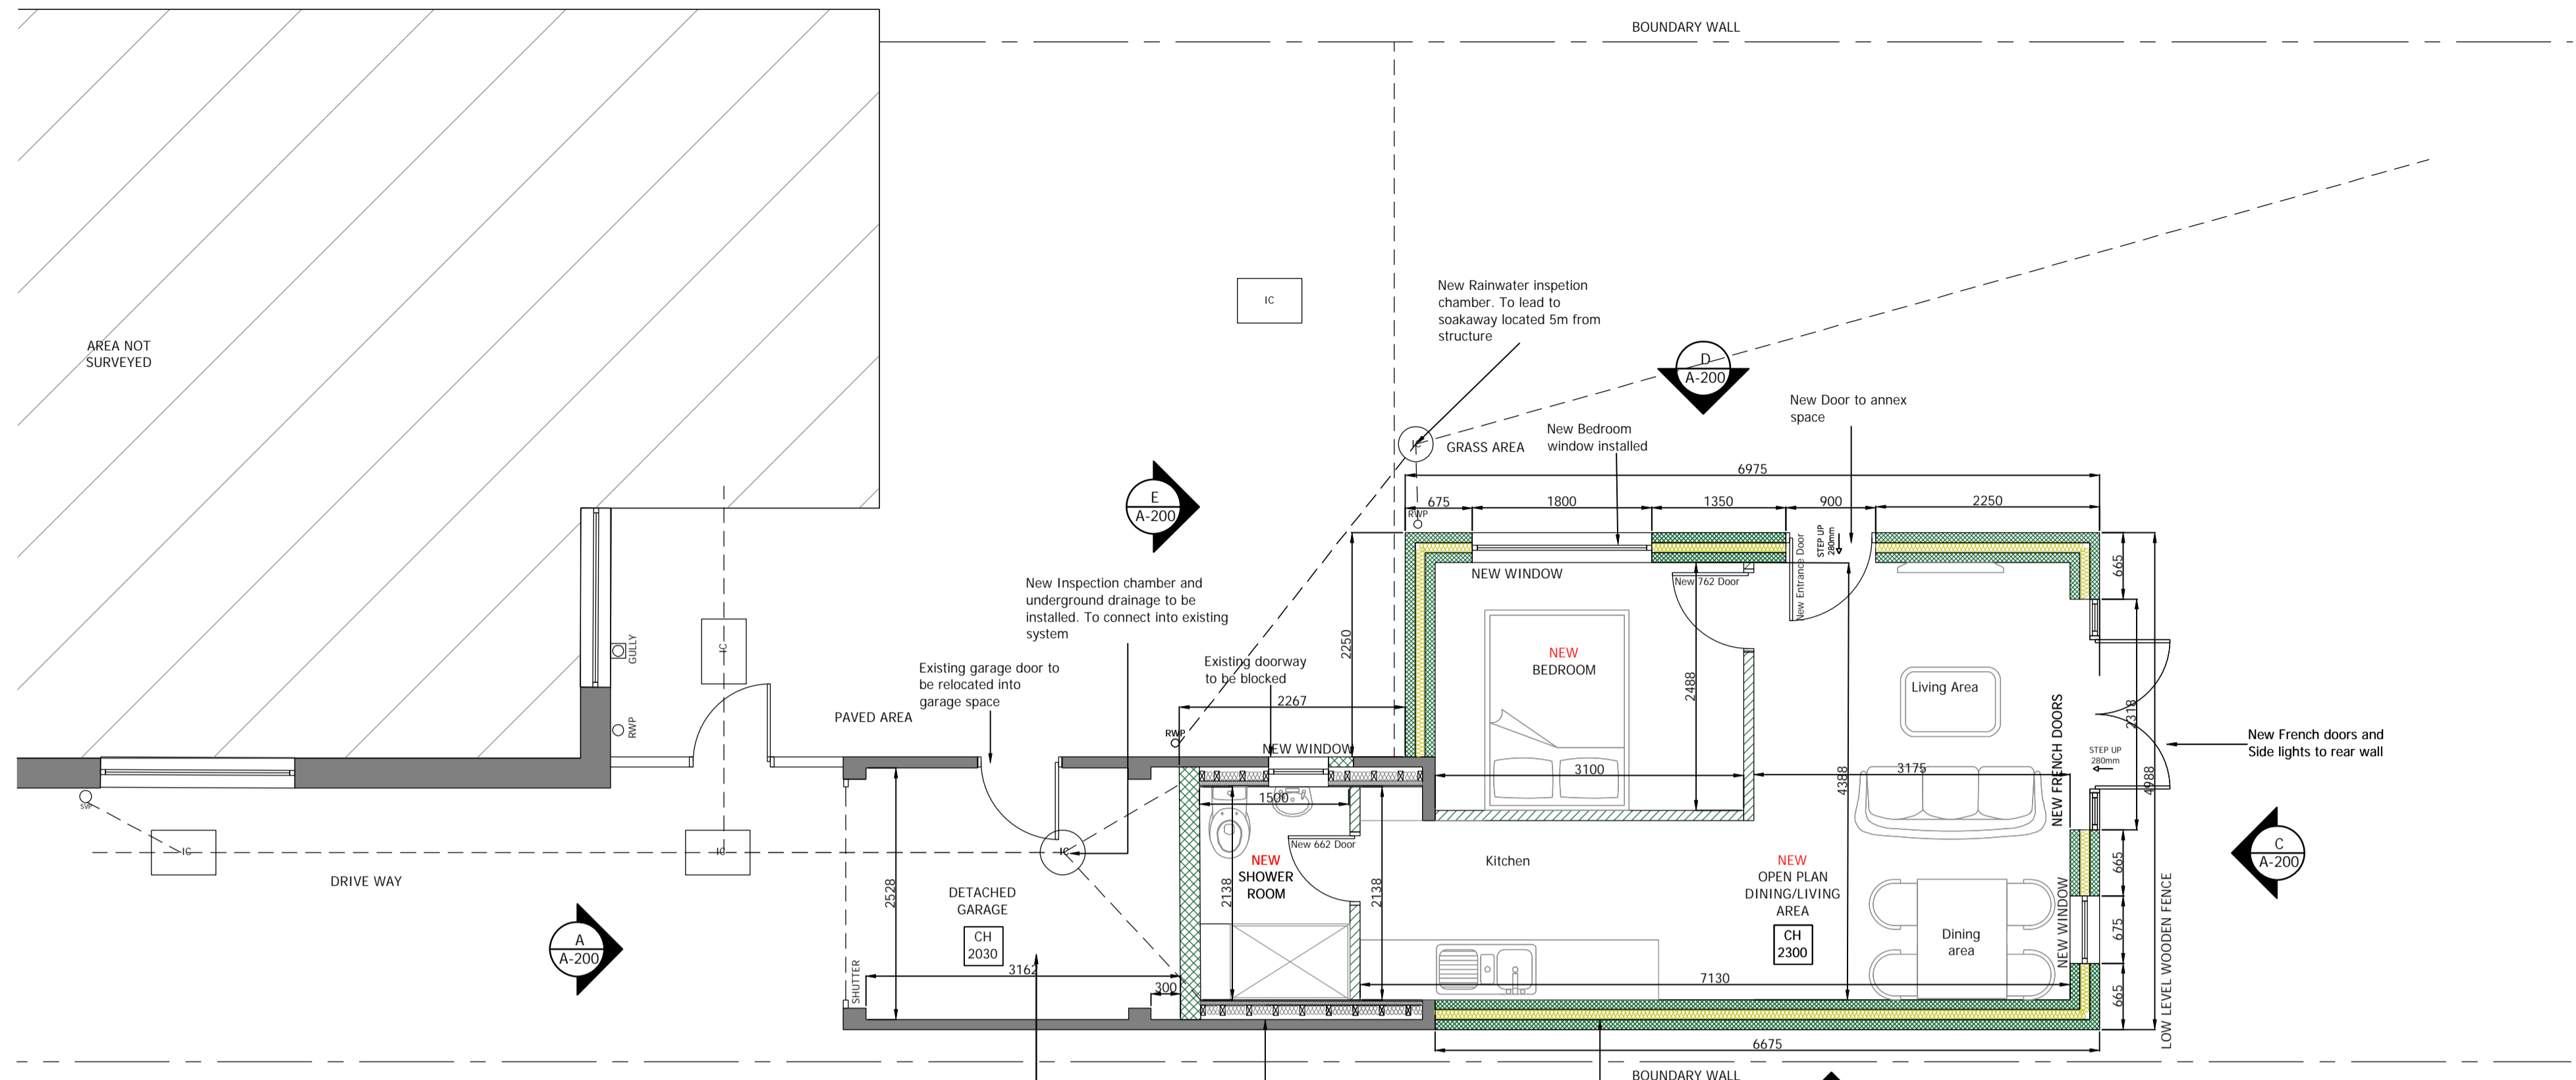 BOUNDARY WALL
AREA NOT
SURVEYED
IC
New Rainwater inspetion
chamber. To lead to
soakaway located 5m from
structure
D
A-200
New Door to annex
space
New Bedroom
window installed
IC
GRASS AREA
6975
675
1800
1350
900
2250
RWP
E
A-200
STEP UP
280mm
New Entrance Door
665
NEW WINDOW
New 762 Door
New Inspection chamber and
underground drainage to be
installed. To connect into existing
system
2250
GULLY
IC
NEW
BEDROOM
2488
Living Area
Existing garage door to
be relocated into
garage space
Existing doorway
to be blocked
2267
PAVED AREA
RWP
RWP
NEW WINDOW
2318
NEW FRENCH DOORS
New French doors and
Side lights to rear wall
STEP UP
280mm
3100
3175
4388
4988
1500
SVP
IC
IC
IC
DRIVE WAY
New 662 Door
NEW
SHOWER
ROOM
2138
2138
Kitchen
NEW
OPEN PLAN
DINING/LIVING
AREA
CH
2300
C
A-200
665
2528
DETACHED
GARAGE
CH
2030
A
A-200
SHUTTER
3162
300
Dining
area
NEW WINDOW
675
7130
665
LOW LEVEL WOODEN FENCE
6675
BOUNDARY WALL